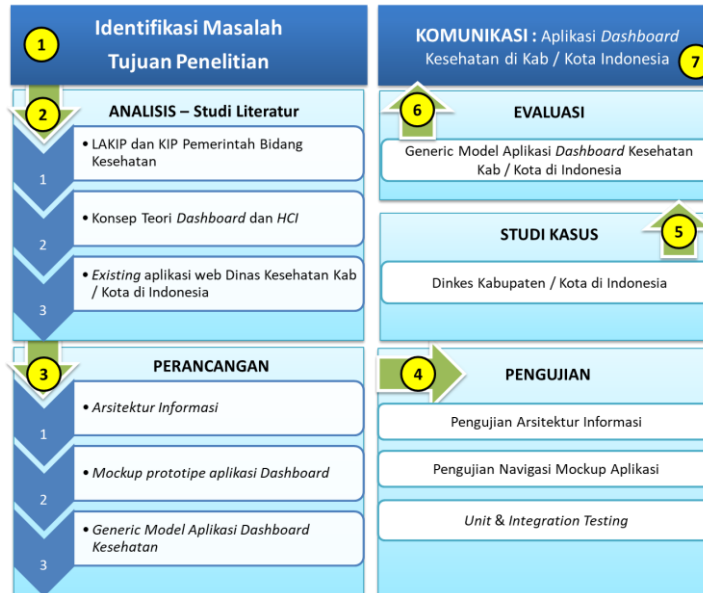 1
Identifikasi Masalah
Tujuan Penelitian
2
ANALISIS – Studi Literatur
1
• LAKIP dan KIP Pemerintah Bidang
Kesehatan
2
• Konsep Teori Dashboard dan HCI
3
• Existing aplikasi web Dinas Kesehatan Kab
/ Kota di Indonesia
3
PERANCANGAN
1
• Arsitektur Informasi
2
• Mockup prototipe aplikasi Dashboard
3
• Generic Model Aplikasi Dashboard
Kesehatan
4
PENGUJIAN
Pengujian Arsitektur Informasi
Pengujian Navigasi Mockup Aplikasi
Unit & Integration Testing
5
STUDI KASUS
Dinkes Kabupaten / Kota di Indonesia
6
EVALUASI
Generic Model Aplikasi Dashboard Kesehatan
Kab / Kota di Indonesia
7
KOMUNIKASI : Aplikasi Dashboard
Kesehatan di Kab / Kota Indonesia